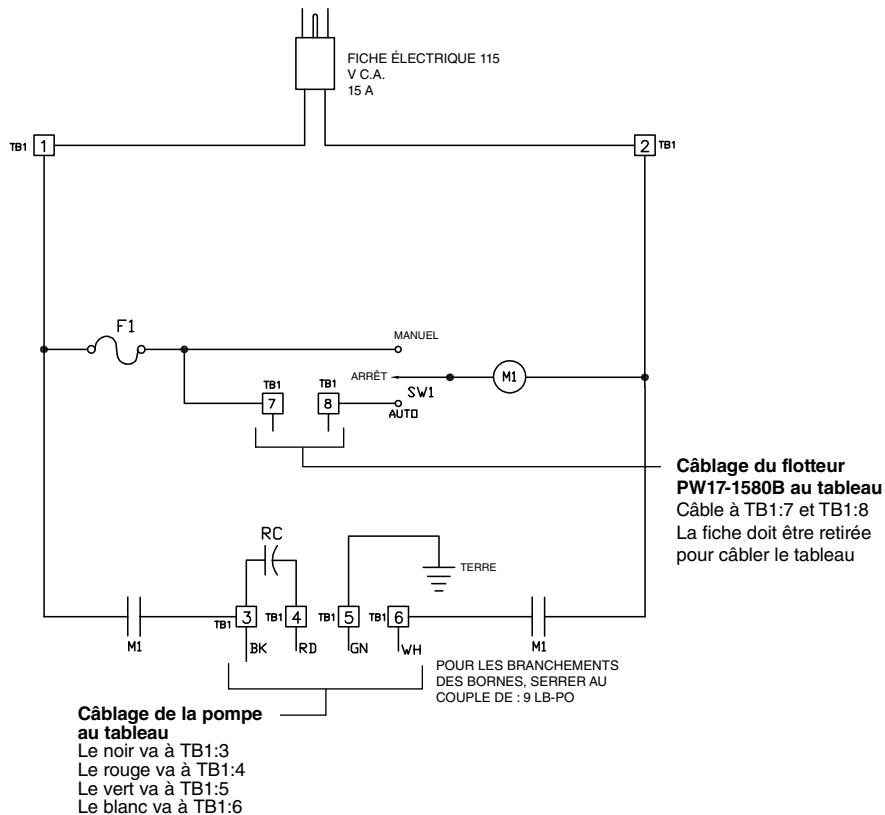 FICHE ÉLECTRIQUE 115
V C.A.
15 A
TB1 1
2 TB1
F1
MANUEL
ARRÊT
M1
TB1
7
TB1
8
SW1
AUTO
Câblage du flotteur
PW17-1580B au tableau
Câble à TB1:7 et TB1:8
La fiche doit être retirée
pour câbler le tableau
RC
TERRE
M1
TB1 3
TB1 4
TB1 5
TB1 6
M1
BK
RD
GN
WH
POUR LES BRANCHEMENTS
DES BORNES, SERRER AU
COUPLE DE : 9 LB-PO
Câblage de la pompe
au tableau
Le noir va à TB1:3
Le rouge va à TB1:4
Le vert va à TB1:5
Le blanc va à TB1:6